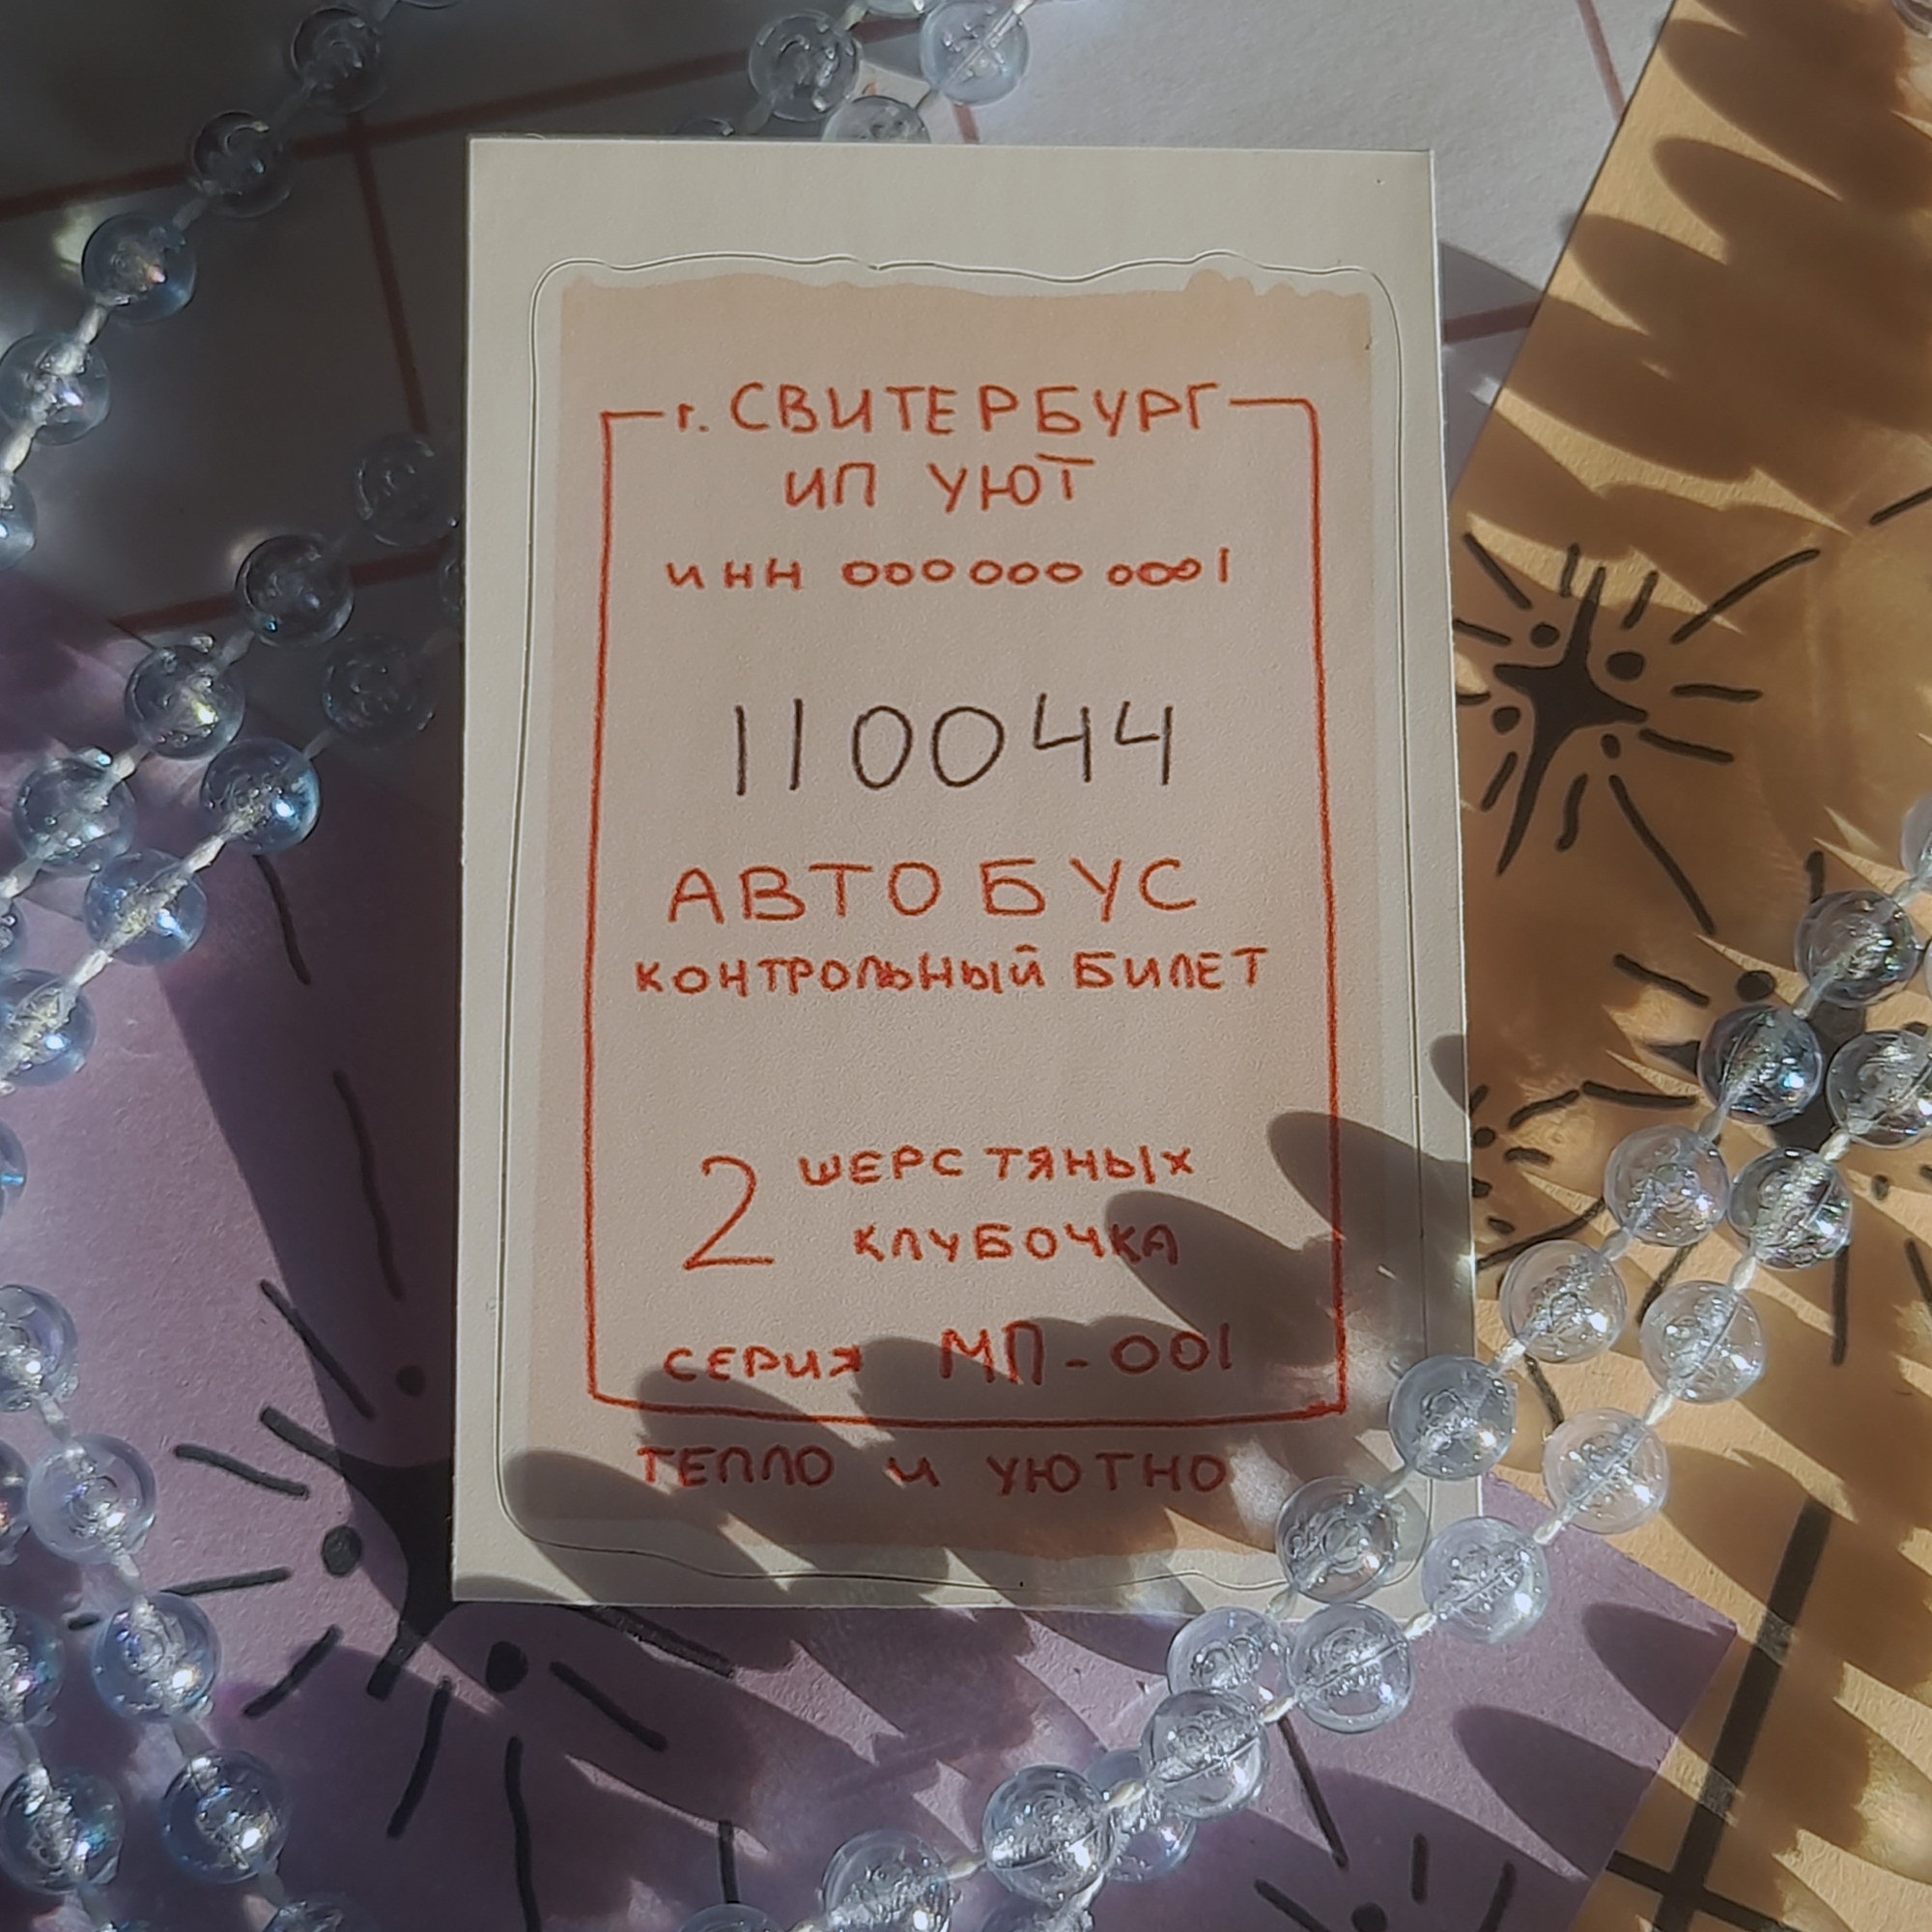 г. СВИТЕРБУРГ
ИП УЮТ
ИНН 0000000001
110044
АВТОБУС
КОНТРОЛЬНЫЙ БИЛЕТ
2 ШЕРСТЯНЫХ
КЛУБОЧКА
СЕРИЯ МП-001
ТЕПЛО И УЮТНО